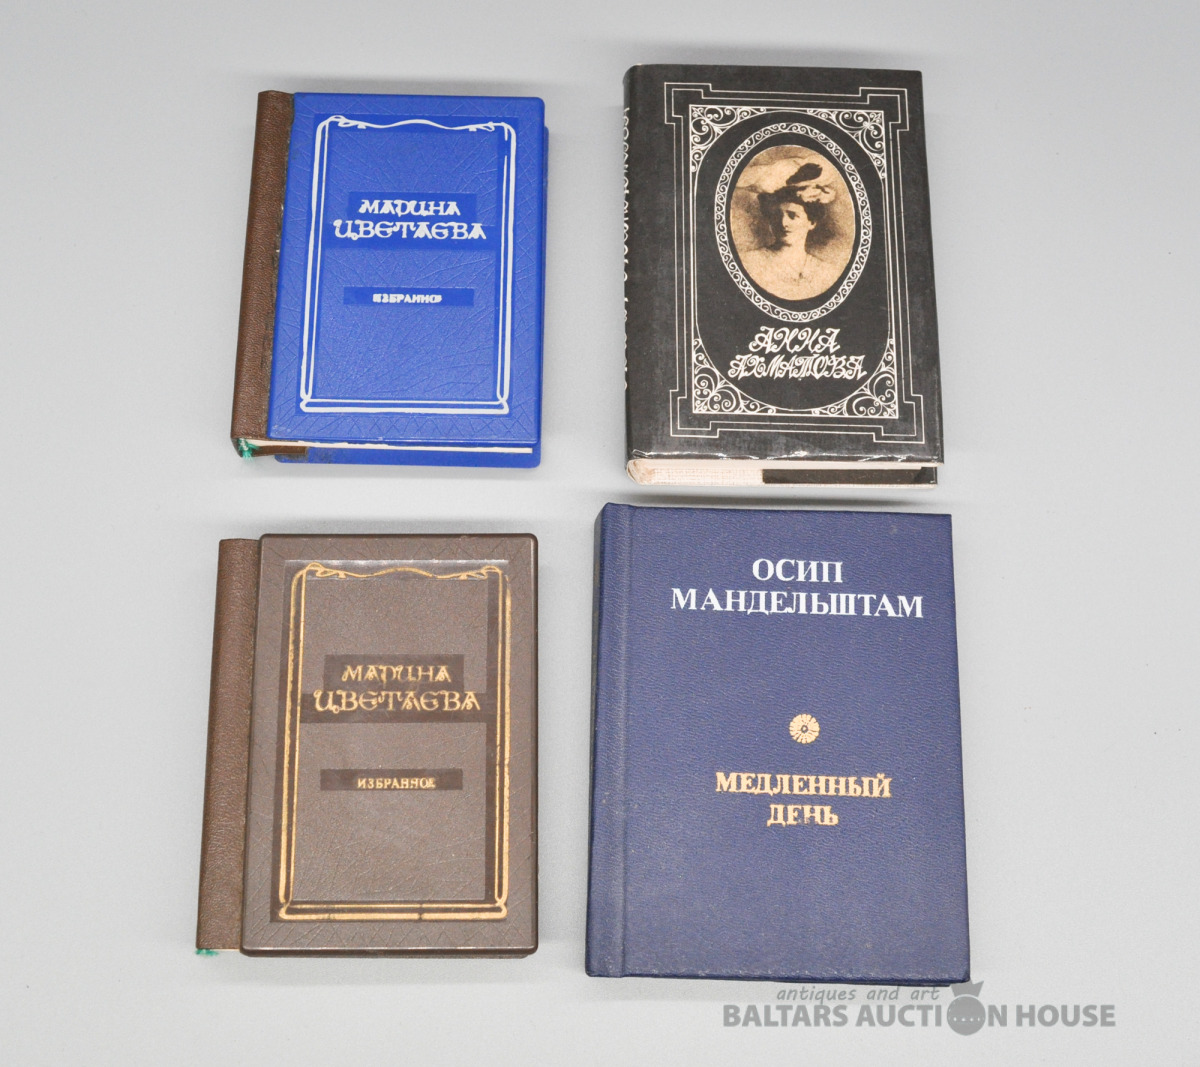 МАРИНА
ЦВЕТАЕВА
ИЗБРАННОЕ
АННА
АХМАТОВА
МАРИНА
ЦВЕТАЕВА
ИЗБРАННОЕ
ОСИП
МАНДЕЛЬШТАМ
МЕДЛЕННЫЙ
ДЕНЬ
antiques and art
BALTARS AUCTION HOUSE